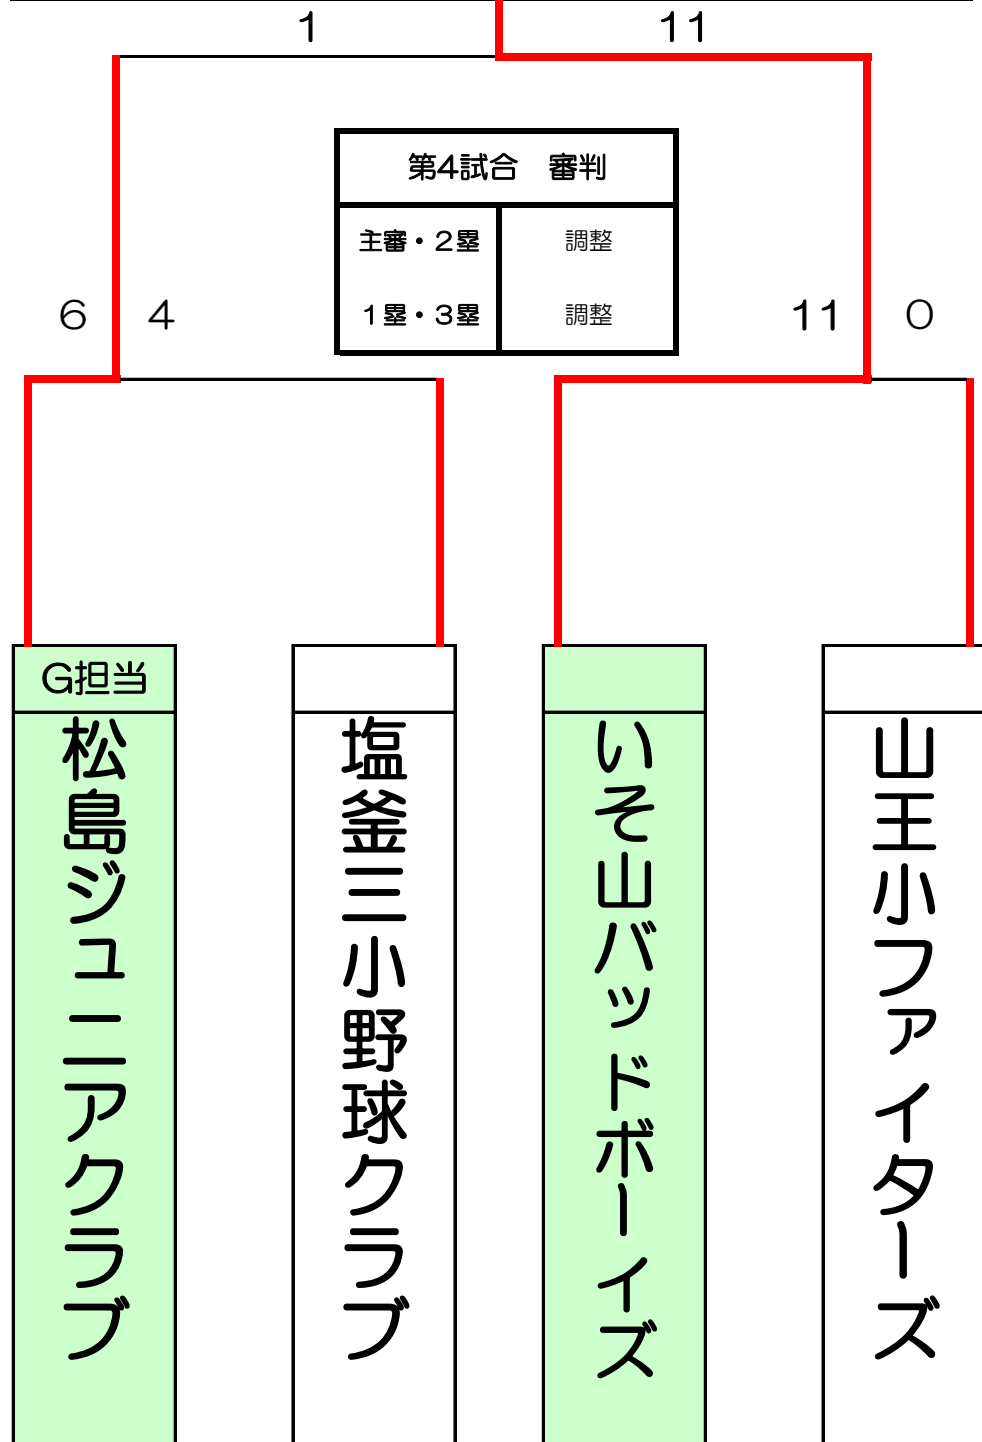 1
11
第4試合　審判
主審・２塁
調整
１塁・３塁
調整
6
4
11
0
G担当
松島ジュニアクラブ
塩釜三小野球クラブ
いそ山バッドボーイズ
山王小ファイターズ